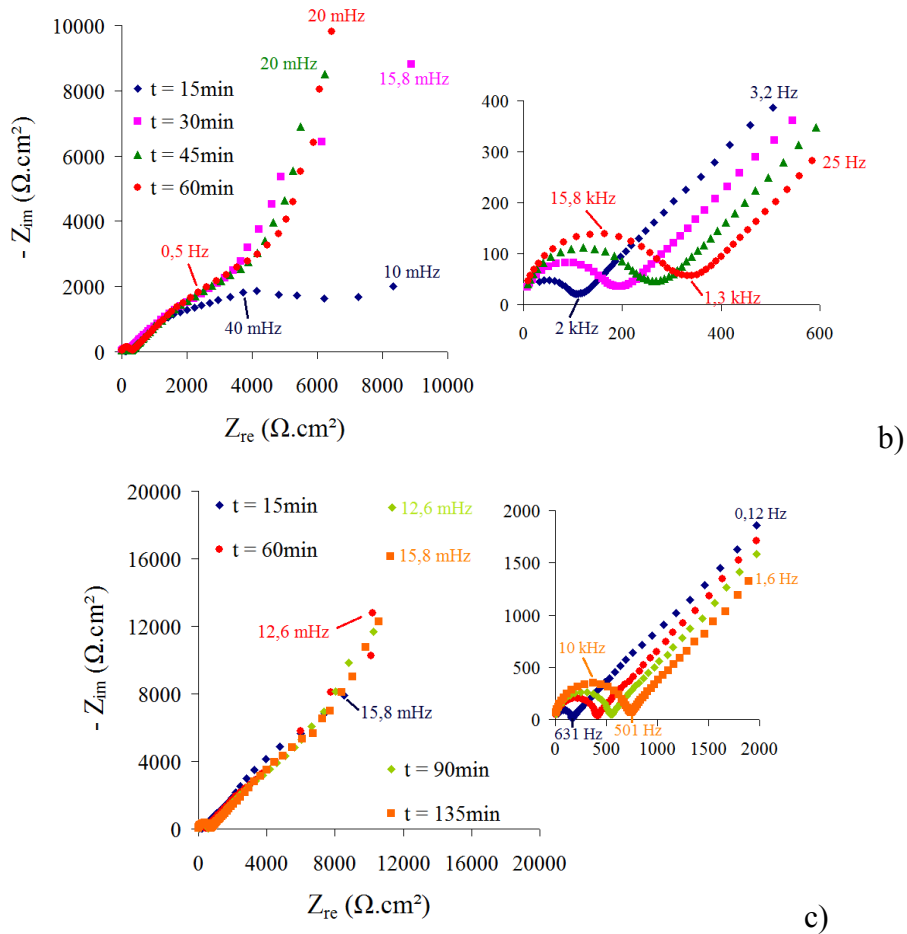 20 mHz
10000
8000
6000
4000
2000
0
- Zim (Ω.cm²)
t = 15min
t = 30min
t = 45min
t = 60min
20 mHz
15,8 mHz
0,5 Hz
10 mHz
40 mHz
0 2000 4000 6000 8000 10000
Zre (Ω.cm²)
400
300
200
100
0
3,2 Hz
25 Hz
15,8 kHz
1,3 kHz
2 kHz
0 200 400 600
b)
20000
16000
12000
8000
4000
0
- Zim (Ω.cm²)
t = 15min
t = 60min
12,6 mHz
15,8 mHz
12,6 mHz
15,8 mHz
t = 90min
t = 135min
0 4000 8000 12000 16000 20000
Zre (Ω.cm²)
2000
1500
1000
500
0
0,12 Hz
1,6 Hz
10 kHz
631 Hz
501 Hz
0 500 1000 1500 2000
c)